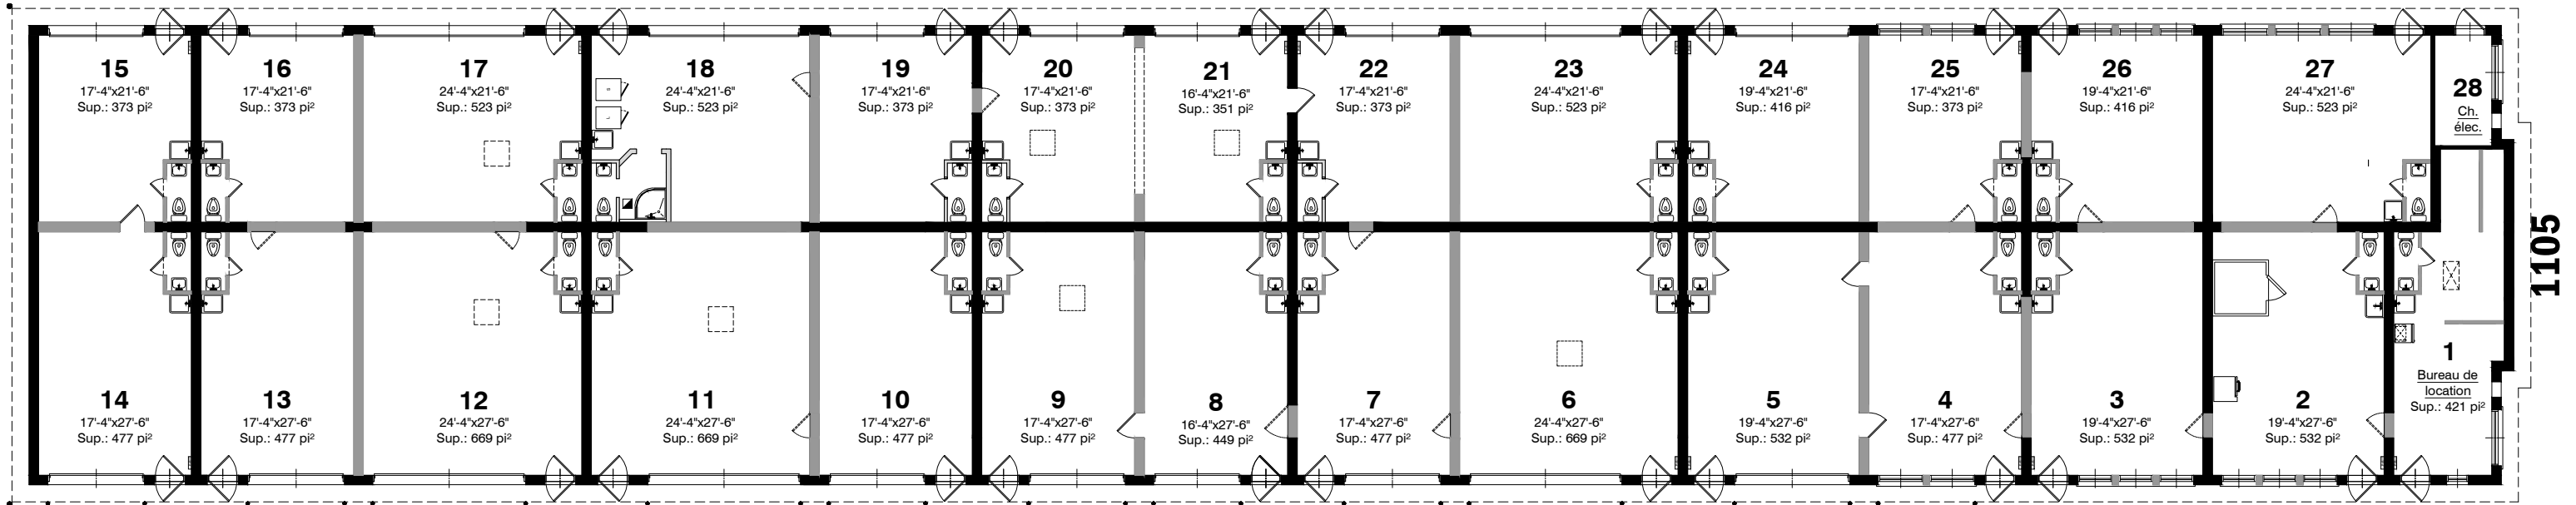 15
17'-4"x21'-6"
Sup.: 373 pi²
16
17'-4"x21'-6"
Sup.: 373 pi²
17
24'-4"x21'-6"
Sup.: 523 pi²
18
24'-4"x21'-6"
Sup.: 523 pi²
19
17'-4"x21'-6"
Sup.: 373 pi²
20
17'-4"x21'-6"
Sup.: 373 pi²
21
16'-4"x21'-6"
Sup.: 351 pi²
22
17'-4"x21'-6"
Sup.: 373 pi²
23
24'-4"x21'-6"
Sup.: 523 pi²
24
19'-4"x21'-6"
Sup.: 416 pi²
25
17'-4"x21'-6"
Sup.: 373 pi²
26
19'-4"x21'-6"
Sup.: 416 pi²
27
24'-4"x21'-6"
Sup.: 523 pi²
28
Ch.
élec.
1105
14
17'-4"x27'-6"
Sup.: 477 pi²
13
17'-4"x27'-6"
Sup.: 477 pi²
12
24'-4"x27'-6"
Sup.: 669 pi²
11
24'-4"x27'-6"
Sup.: 669 pi²
10
17'-4"x27'-6"
Sup.: 477 pi²
9
17'-4"x27'-6"
Sup.: 477 pi²
8
16'-4"x27'-6"
Sup.: 449 pi²
7
17'-4"x27'-6"
Sup.: 477 pi²
6
24'-4"x27'-6"
Sup.: 669 pi²
5
19'-4"x27'-6"
Sup.: 532 pi²
4
17'-4"x27'-6"
Sup.: 477 pi²
3
19'-4"x27'-6"
Sup.: 532 pi²
2
19'-4"x27'-6"
Sup.: 532 pi²
1
Bureau de
location
Sup.: 421 pi²